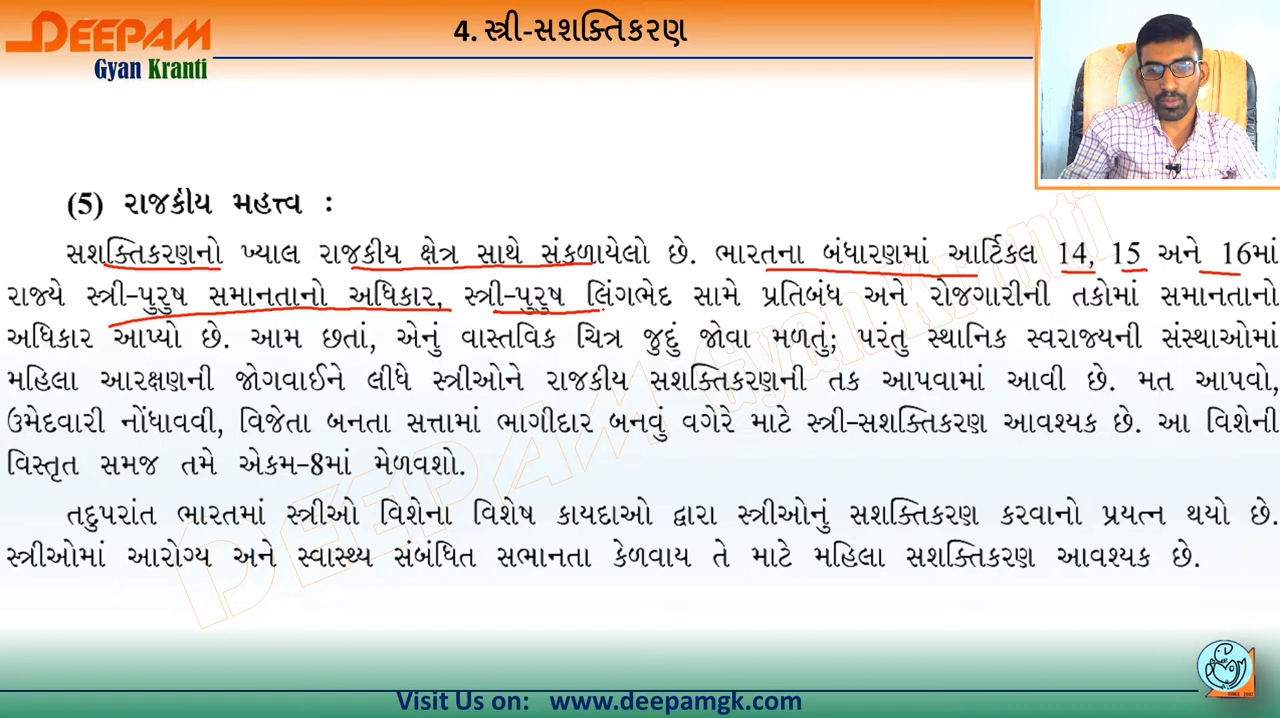 DEEPAM
Gyan Kranti
4. સ્ત્રી-સશક્તિકરણ
(5) રાજકીય મહત્ત્વ :
સશક્તિકરણનો ખ્યાલ રાજકીય ક્ષેત્ર સાથે સંકળાયેલો છે. ભારતના બંધારણમાં આર્ટિકલ 14, 15 અને 16માં
રાજ્યે સ્ત્રી-પુરુષ સમાનતાનો અધિકાર, સ્ત્રી-પુરુષ લિંગભેદ સામે પ્રતિબંધ અને રોજગારીની તકોમાં સમાનતાનો
અધિકાર આપ્યો છે. આમ છતાં, એનું વાસ્તવિક ચિત્ર જુદું જોવા મળતું; પરંતુ સ્થાનિક સ્વરાજ્યની સંસ્થાઓમાં
મહિલા આરક્ષણની જોગવાઈને લીધે સ્ત્રીઓને રાજકીય સશક્તિકરણની તક આપવામાં આવી છે. મત આપવો,
ઉમેદવારી નોંધાવવી, વિજેતા બનતા સત્તામાં ભાગીદાર બનવું વગેરે માટે સ્ત્રી-સશક્તિકરણ આવશ્યક છે. આ વિશેની
વિસ્તૃત સમજ તમે એકમ-8માં મેળવશો.
તદુપરાંત ભારતમાં સ્ત્રીઓ વિશેના વિશેષ કાયદાઓ દ્વારા સ્ત્રીઓનું સશક્તિકરણ કરવાનો પ્રયત્ન થયો છે.
સ્ત્રીઓમાં આરોગ્ય અને સ્વાસ્થ્ય સંબંધિત સભાનતા કેળવાય તે માટે મહિલા સશક્તિકરણ આવશ્યક છે.
DEEPAM Gyan Kranti
Visit Us on: www.deepamgk.com